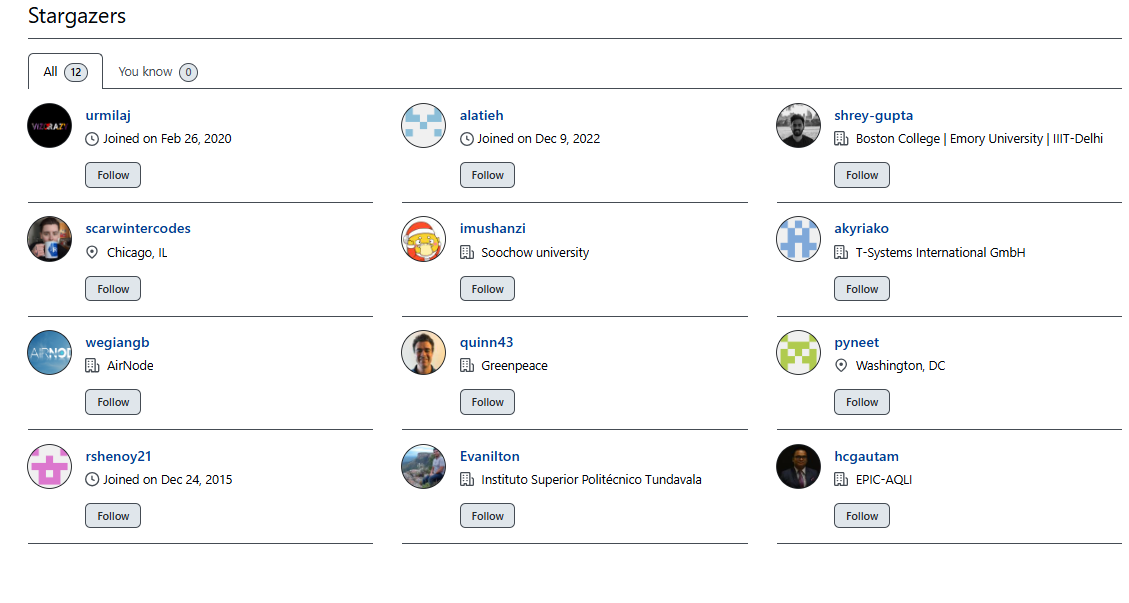 Stargazers
All 12 You know 0
urmilaj
Joined on Feb 26, 2020
Follow
alatieh
Joined on Dec 9, 2022
Follow
shrey-gupta
Boston College | Emory University | IIIT-Delhi
Follow
scarwintercodes
Chicago, IL
Follow
imushanzi
Soochow university
Follow
akyriako
T-Systems International GmbH
Follow
AIRNODE
wegiangb
AirNode
Follow
quinn43
Greenpeace
Follow
pyneet
Washington, DC
Follow
rshenoy21
Joined on Dec 24, 2015
Follow
Evanilton
Instituto Superior Politécnico Tundavala
Follow
hcgautam
EPIC-AQLI
Follow